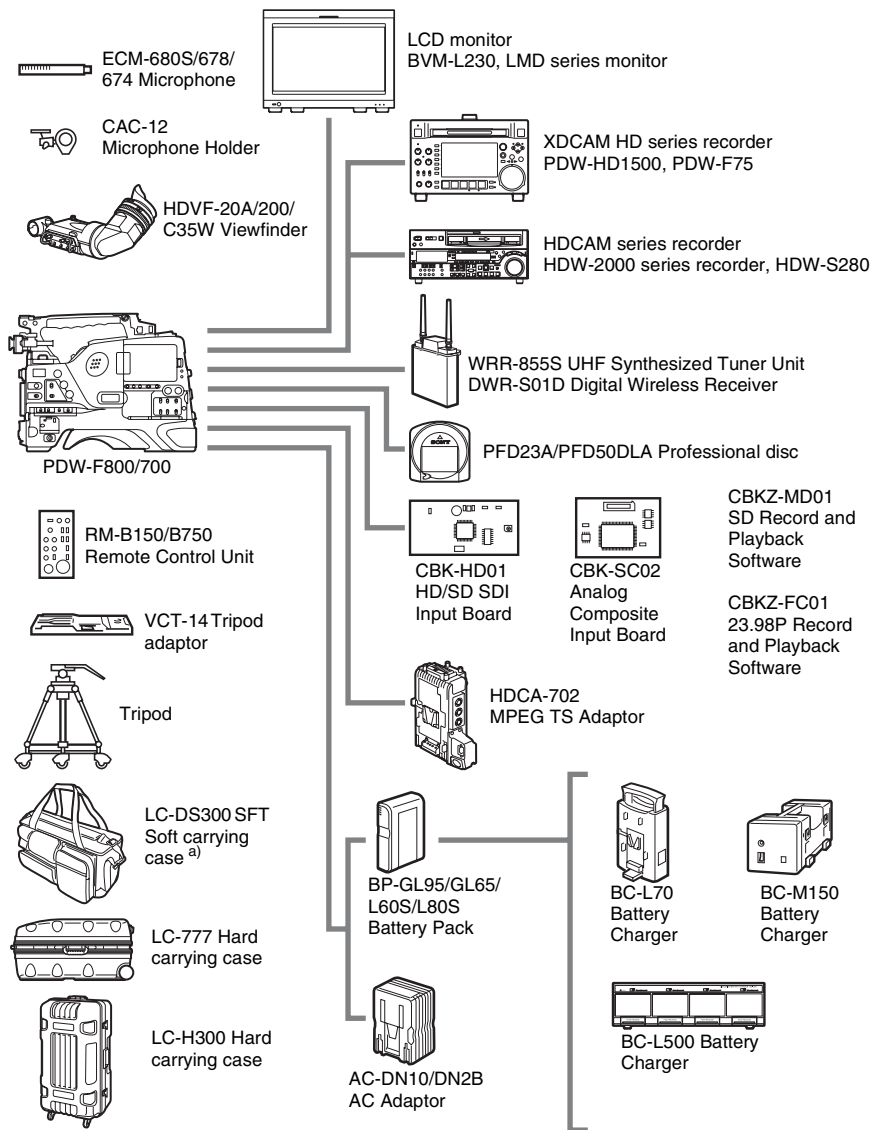 ECM-680S/678/
674 Microphone
CAC-12
Microphone Holder
HDVF-20A/200/
C35W Viewfinder
PDW-F800/700
RM-B150/B750
Remote Control Unit
VCT-14 Tripod
adaptor
Tripod
LC-DS300 SFT
Soft carrying
case a)
LC-777 Hard
carrying case
LC-H300 Hard
carrying case
LCD monitor
BVM-L230, LMD series monitor
XDCAM HD series recorder
PDW-HD1500, PDW-F75
HDCAM series recorder
HDW-2000 series recorder, HDW-S280
WRR-855S UHF Synthesized Tuner Unit
DWR-S01D Digital Wireless Receiver
SONY
PFD23A/PFD50DLA Professional disc
CBK-HD01
HD/SD SDI
Input Board
CBK-SC02
Analog
Composite
Input Board
CBKZ-MD01
SD Record and
Playback
Software
CBKZ-FC01
23.98P Record
and Playback
Software
HDCA-702
MPEG TS Adaptor
BP-GL95/GL65/
L60S/L80S
Battery Pack
AC-DN10/DN2B
AC Adaptor
BC-L70
Battery
Charger
BC-M150
Battery
Charger
BC-L500 Battery
Charger